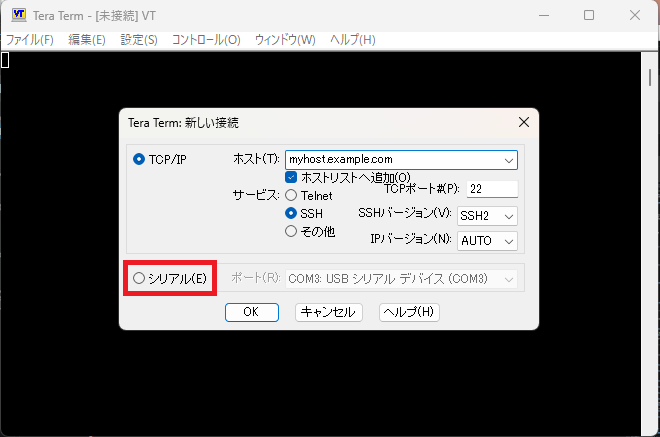 Tera Term - [未接続] VT
ファイル(F) 編集(E) 設定(S) コントロール(O) ウィンドウ(W) ヘルプ(H)
Tera Term: 新しい接続
TCP/IP ホスト(T): myhost.example.com
ホストリストへ追加(O)
サービス: Telnet TCPポート#(P): 22
SSH SSHバージョン(V): SSH2
その他 IPバージョン(N): AUTO
シリアル(E) ポート(R): COM3: USB シリアル デバイス (COM3)
OK キャンセル ヘルプ(H)